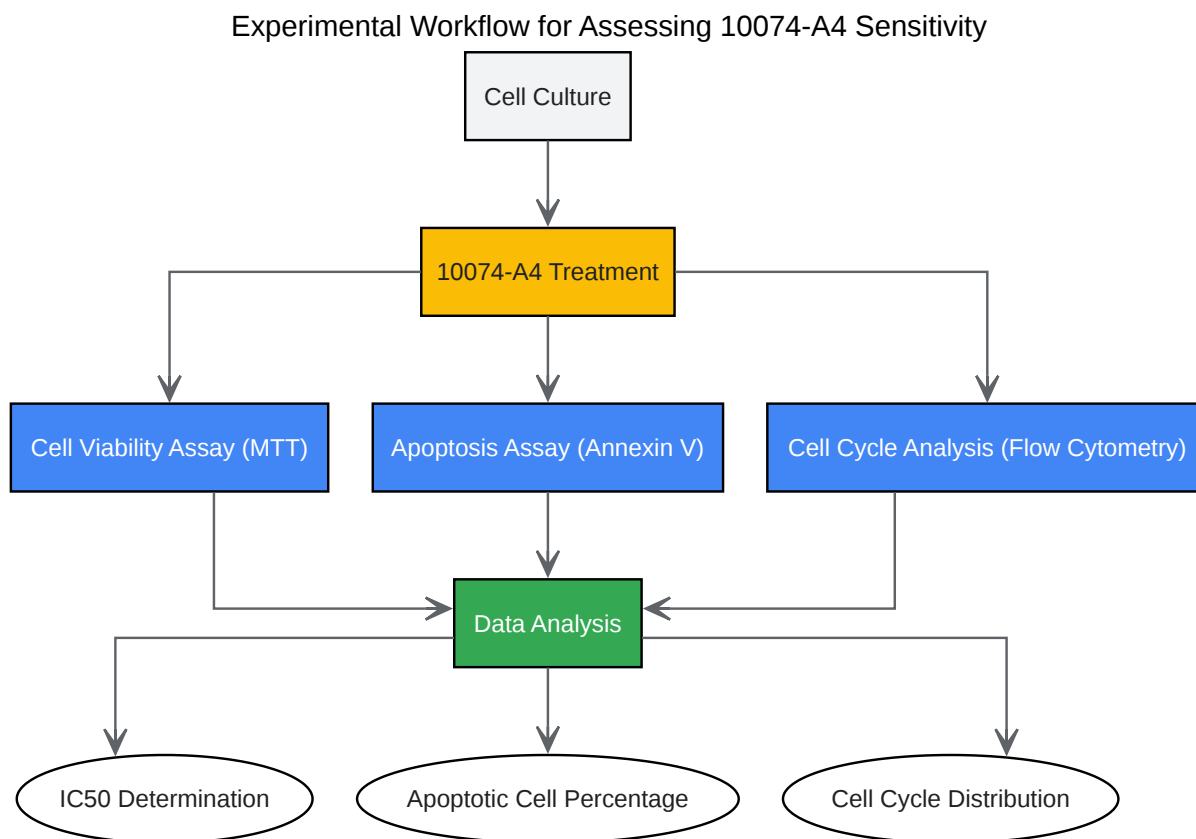 Experimental Workflow for Assessing 10074-A4 Sensitivity
Cell Culture
10074-A4 Treatment
Cell Viability Assay (MTT)
Apoptosis Assay (Annexin V)
Cell Cycle Analysis (Flow Cytometry)
Data Analysis
IC50 Determination
Apoptotic Cell Percentage
Cell Cycle Distribution